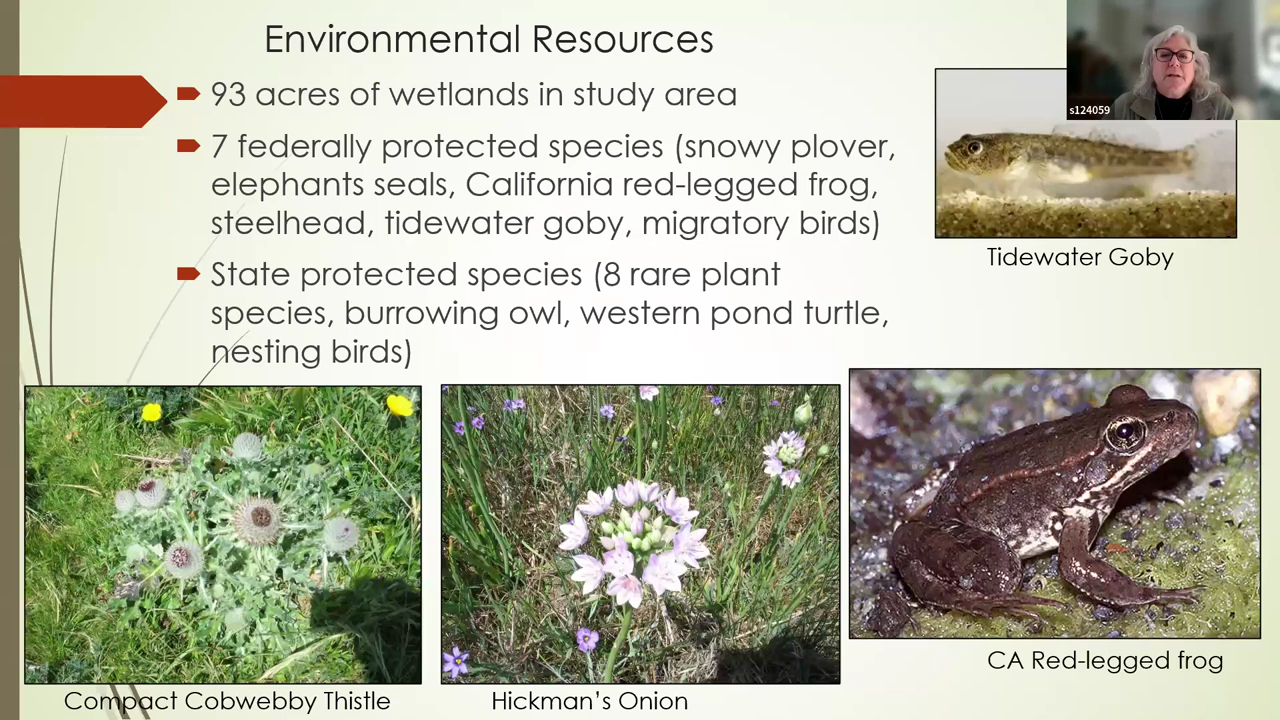 Environmental Resources
93 acres of wetlands in study area
7 federally protected species (snowy plover,
elephants seals, California red-legged frog,
steelhead, tidewater goby, migratory birds)
State protected species (8 rare plant
species, burrowing owl, western pond turtle,
nesting birds)
s124059
Tidewater Goby
CA Red-legged frog
Compact Cobwebby Thistle
Hickman's Onion